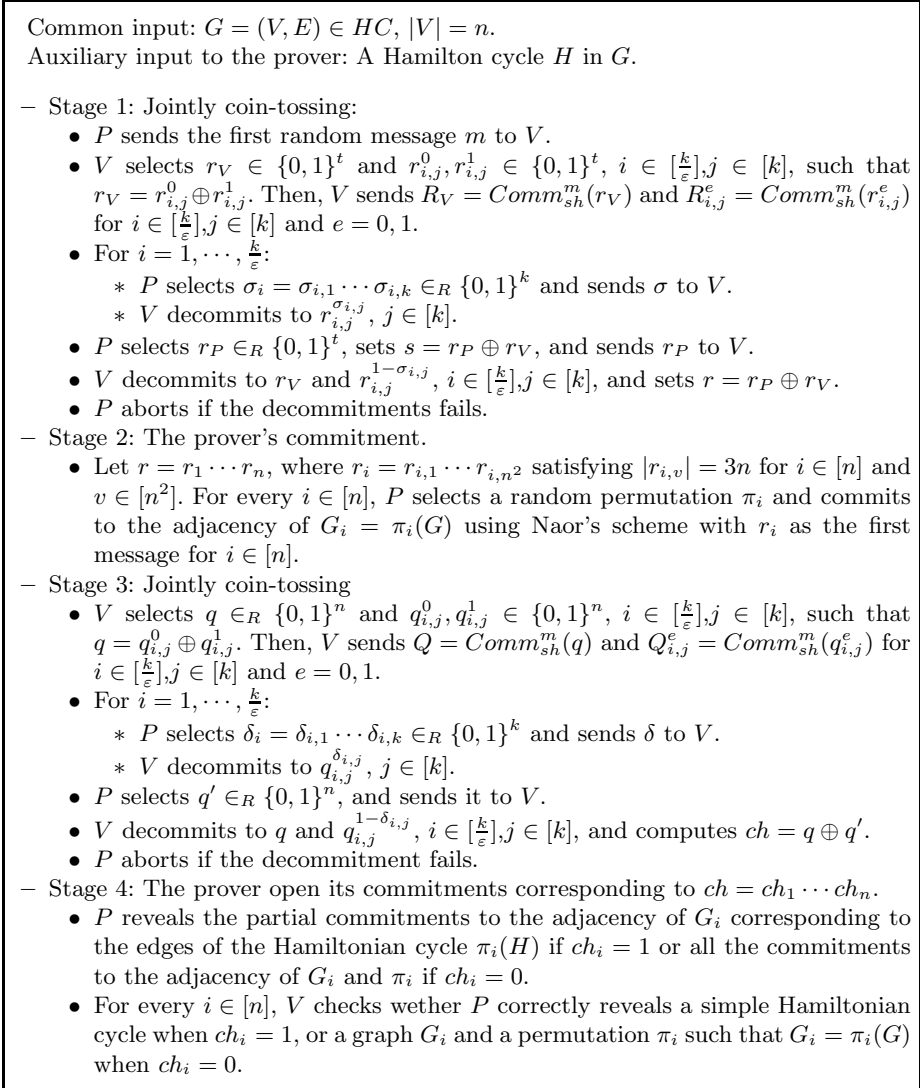 Common input: G = (V, E) ∈ HC, |V| = n.
Auxiliary input to the prover: A Hamilton cycle H in G.
– Stage 1: Jointly coin-tossing:
• P sends the first random message m to V.
• V selects r_V ∈ {0, 1}^t and r^0_{i,j}, r^1_{i,j} ∈ {0, 1}^t, i ∈ [k/ε], j ∈ [k], such that
r_V = r^0_{i,j} ⊕ r^1_{i,j}. Then, V sends R_V = Comm^m_{sh}(r_V) and R^e_{i,j} = Comm^m_{sh}(r^e_{i,j})
for i ∈ [k/ε], j ∈ [k] and e = 0, 1.
• For i = 1, ⋯, k/ε:
∗ P selects σ_i = σ_{i,1} ⋯ σ_{i,k} ∈_R {0, 1}^k and sends σ to V.
∗ V decommits to r^{σ_{i,j}}_{i,j}, j ∈ [k].
• P selects r_P ∈_R {0, 1}^t, sets s = r_P ⊕ r_V, and sends r_P to V.
• V decommits to r_V and r^{1−σ_{i,j}}_{i,j}, i ∈ [k/ε], j ∈ [k], and sets r = r_P ⊕ r_V.
• P aborts if the decommitments fails.
– Stage 2: The prover's commitment.
• Let r = r_1 ⋯ r_n, where r_i = r_{i,1} ⋯ r_{i,n^2} satisfying |r_{i,v}| = 3n for i ∈ [n] and
v ∈ [n^2]. For every i ∈ [n], P selects a random permutation π_i and commits
to the adjacency of G_i = π_i(G) using Naor's scheme with r_i as the first
message for i ∈ [n].
– Stage 3: Jointly coin-tossing
• V selects q ∈_R {0, 1}^n and q^0_{i,j}, q^1_{i,j} ∈ {0, 1}^n, i ∈ [k/ε], j ∈ [k], such that
q = q^0_{i,j} ⊕ q^1_{i,j}. Then, V sends Q = Comm^m_{sh}(q) and Q^e_{i,j} = Comm^m_{sh}(q^e_{i,j}) for
i ∈ [k/ε], j ∈ [k] and e = 0, 1.
• For i = 1, ⋯, k/ε:
∗ P selects δ_i = δ_{i,1} ⋯ δ_{i,k} ∈_R {0, 1}^k and sends δ to V.
∗ V decommits to q^{δ_{i,j}}_{i,j}, j ∈ [k].
• P selects q′ ∈_R {0, 1}^n, and sends it to V.
• V decommits to q and q^{1−δ_{i,j}}_{i,j}, i ∈ [k/ε], j ∈ [k], and computes ch = q ⊕ q′.
• P aborts if the decommitment fails.
– Stage 4: The prover open its commitments corresponding to ch = ch_1 ⋯ ch_n.
• P reveals the partial commitments to the adjacency of G_i corresponding to
the edges of the Hamiltonian cycle π_i(H) if ch_i = 1 or all the commitments
to the adjacency of G_i and π_i if ch_i = 0.
• For every i ∈ [n], V checks wether P correctly reveals a simple Hamiltonian
cycle when ch_i = 1, or a graph G_i and a permutation π_i such that G_i = π_i(G)
when ch_i = 0.